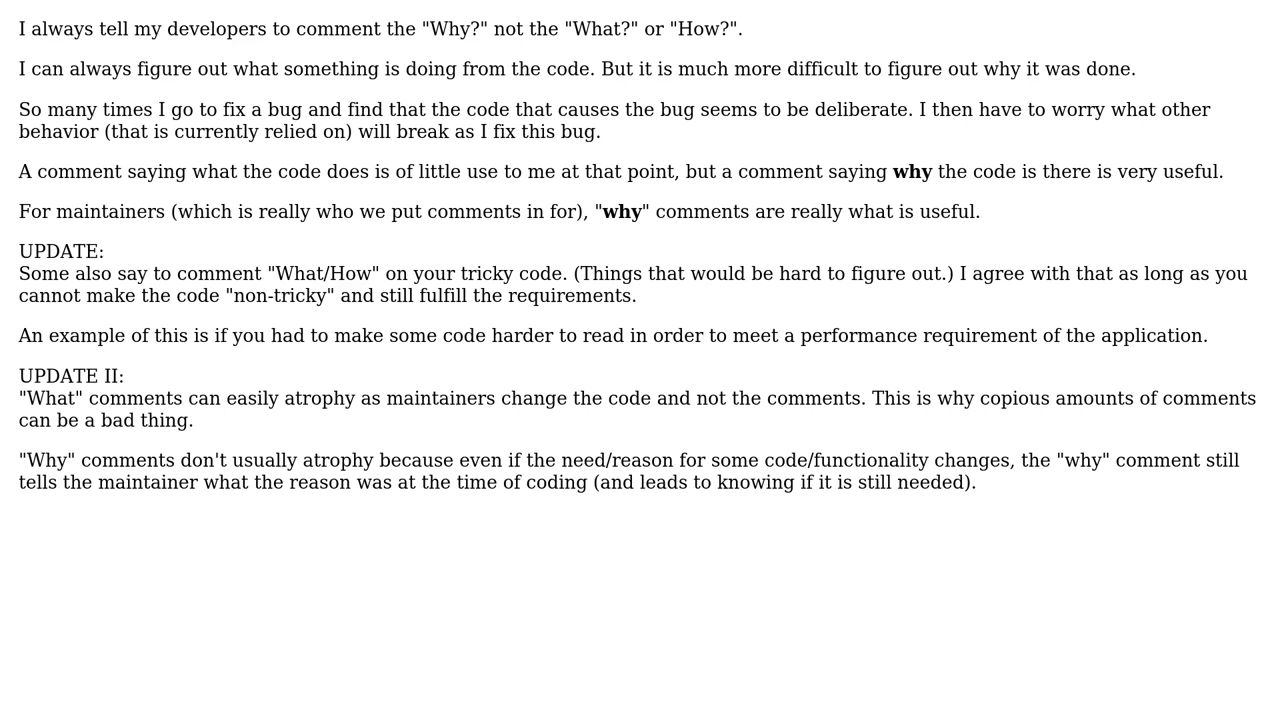 I always tell my developers to comment the "Why?" not the "What?" or "How?".
I can always figure out what something is doing from the code. But it is much more difficult to figure out why it was done.
So many times I go to fix a bug and find that the code that causes the bug seems to be deliberate. I then have to worry what other
behavior (that is currently relied on) will break as I fix this bug.
A comment saying what the code does is of little use to me at that point, but a comment saying why the code is there is very useful.
For maintainers (which is really who we put comments in for), "why" comments are really what is useful.
UPDATE:
Some also say to comment "What/How" on your tricky code. (Things that would be hard to figure out.) I agree with that as long as you
cannot make the code "non-tricky" and still fulfill the requirements.
An example of this is if you had to make some code harder to read in order to meet a performance requirement of the application.
UPDATE II:
"What" comments can easily atrophy as maintainers change the code and not the comments. This is why copious amounts of comments
can be a bad thing.
"Why" comments don't usually atrophy because even if the need/reason for some code/functionality changes, the "why" comment still
tells the maintainer what the reason was at the time of coding (and leads to knowing if it is still needed).